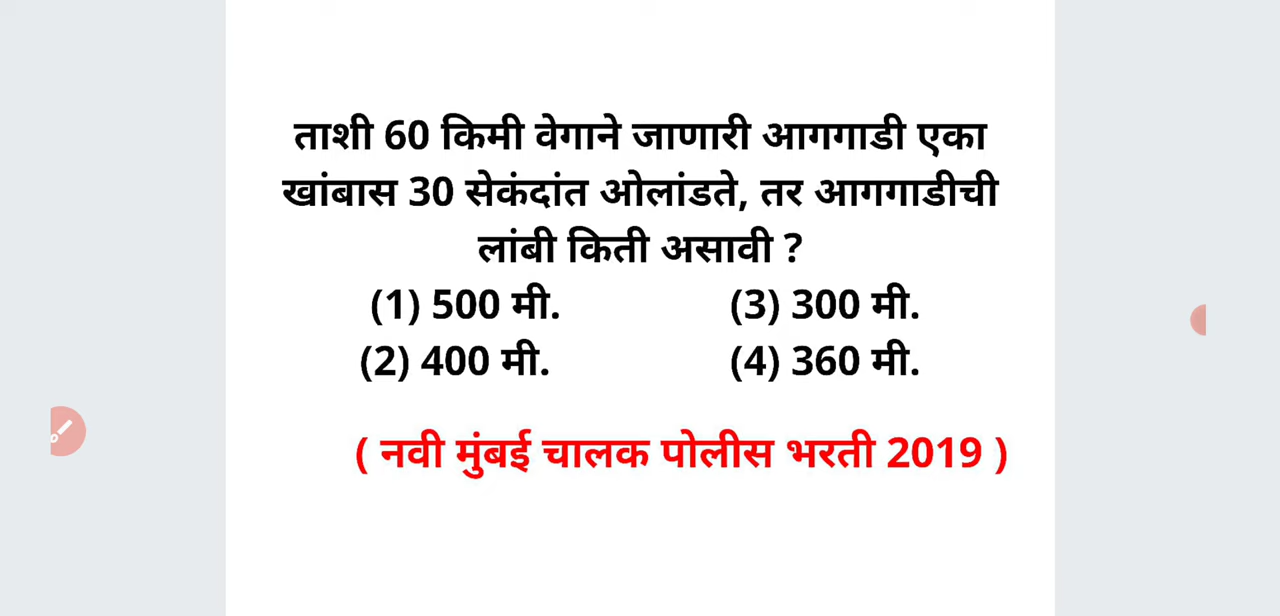 ताशी 60 किमी वेगाने जाणारी आगगाडी एका
खांबास 30 सेकंदांत ओलांडते, तर आगगाडीची
लांबी किती असावी ?
(1) 500 मी. (3) 300 मी.
(2) 400 मी. (4) 360 मी.
( नवी मुंबई चालक पोलीस भरती 2019 )